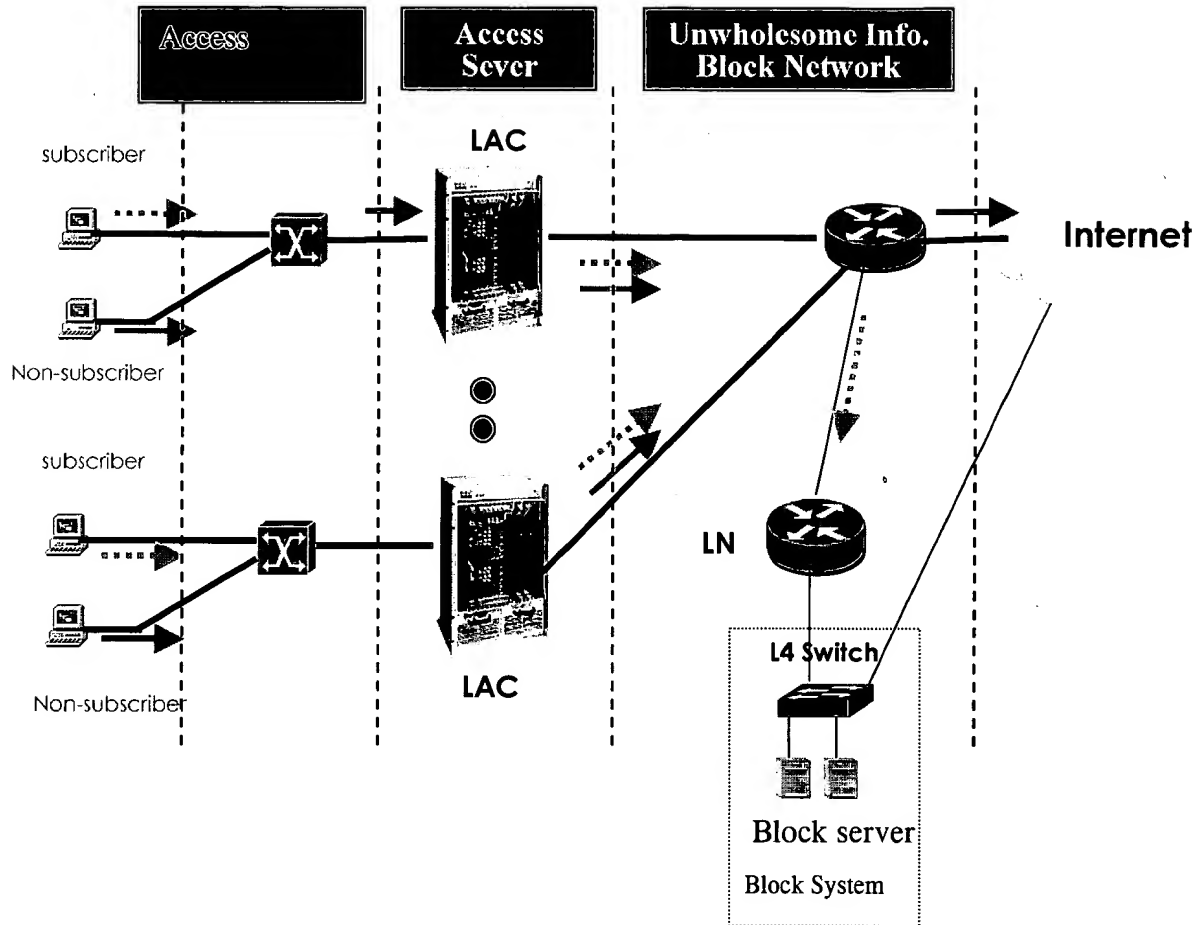 Access
Access
Sever
Unwholesome Info.
Block Network
LAC
subscriber
Internet
Non-subscriber
subscriber
LN
L4 Switch
LAC
Non-subscriber
Block server
Block System